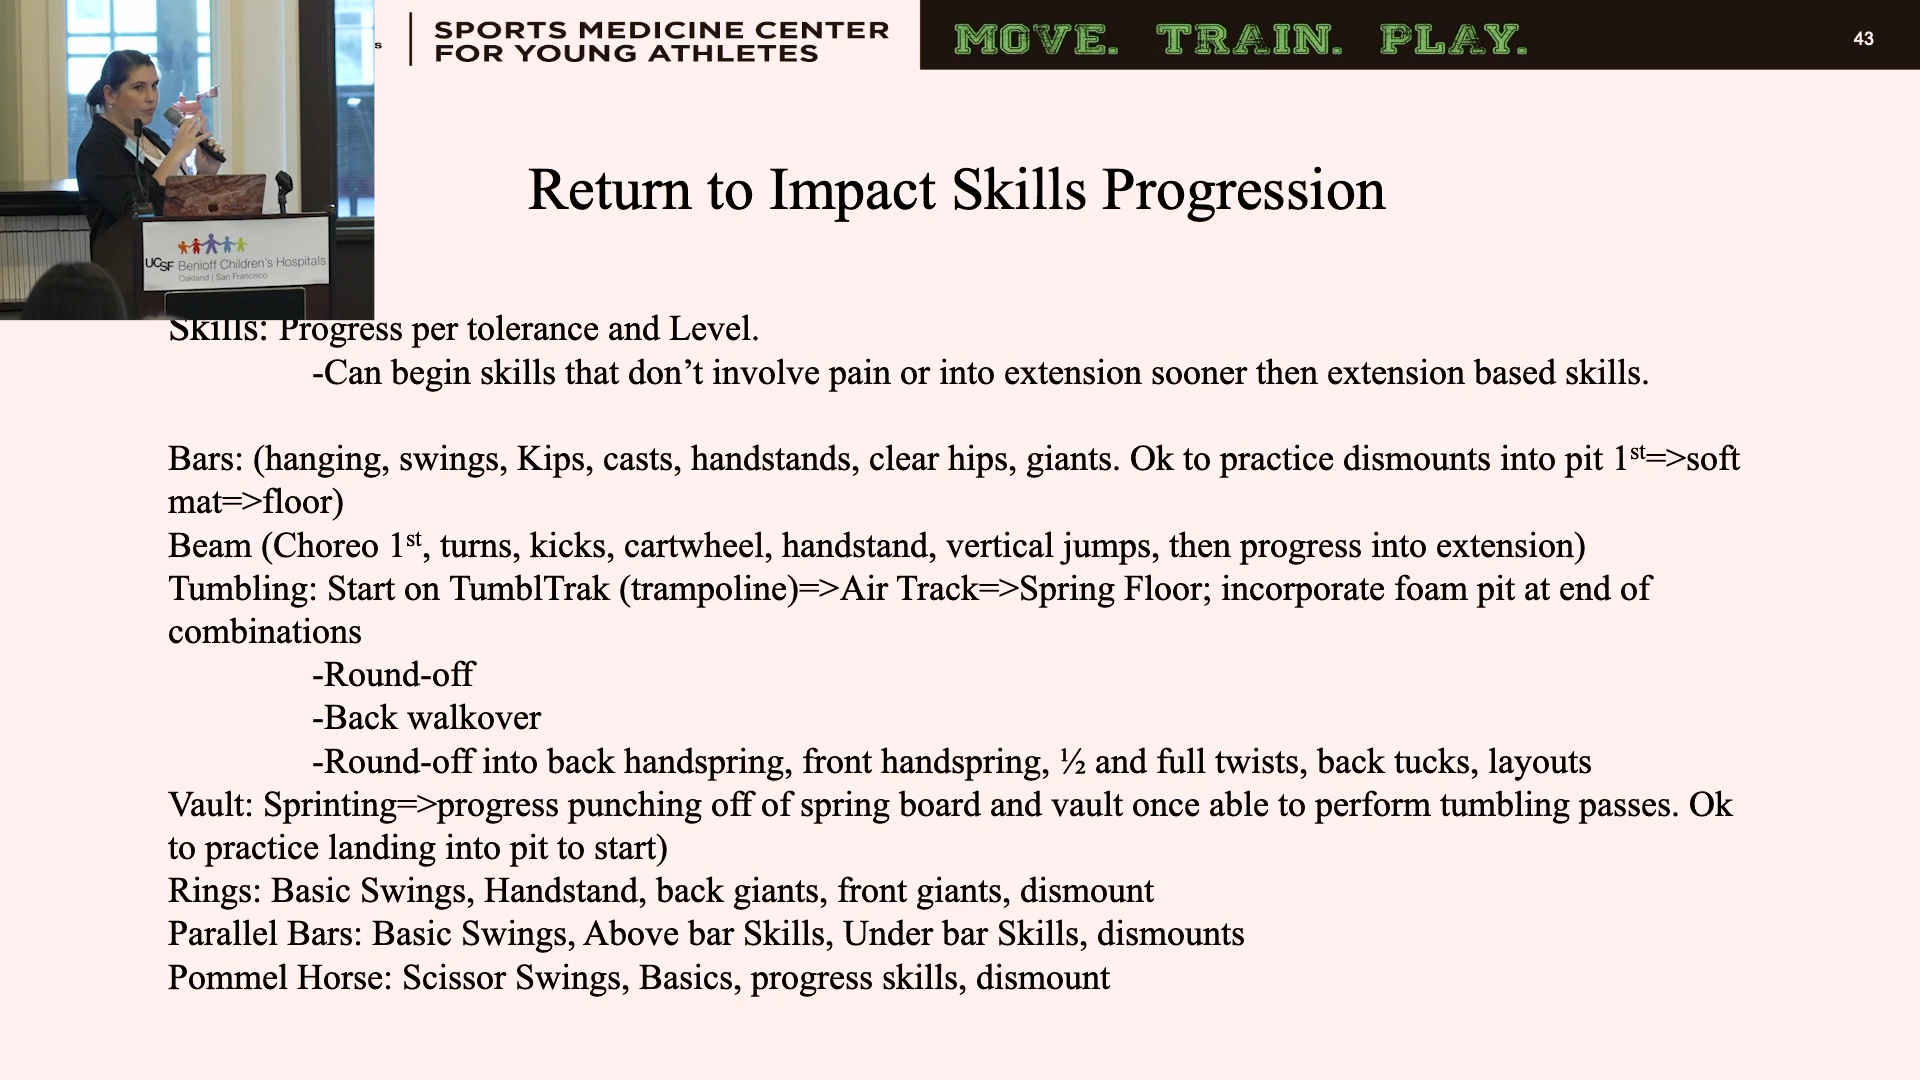 s
SPORTS MEDICINE CENTER
FOR YOUNG ATHLETES
MOVE. TRAIN. PLAY.
43
UCSF Benioff Children's Hospitals
Oakland | San Francisco
Return to Impact Skills Progression
Skills: Progress per tolerance and Level.
-Can begin skills that don’t involve pain or into extension sooner then extension based skills.
Bars: (hanging, swings, Kips, casts, handstands, clear hips, giants. Ok to practice dismounts into pit 1st=>soft
mat=>floor)
Beam (Choreo 1st, turns, kicks, cartwheel, handstand, vertical jumps, then progress into extension)
Tumbling: Start on TumblTrak (trampoline)=>Air Track=>Spring Floor; incorporate foam pit at end of
combinations
-Round-off
-Back walkover
-Round-off into back handspring, front handspring, ½ and full twists, back tucks, layouts
Vault: Sprinting=>progress punching off of spring board and vault once able to perform tumbling passes. Ok
to practice landing into pit to start)
Rings: Basic Swings, Handstand, back giants, front giants, dismount
Parallel Bars: Basic Swings, Above bar Skills, Under bar Skills, dismounts
Pommel Horse: Scissor Swings, Basics, progress skills, dismount